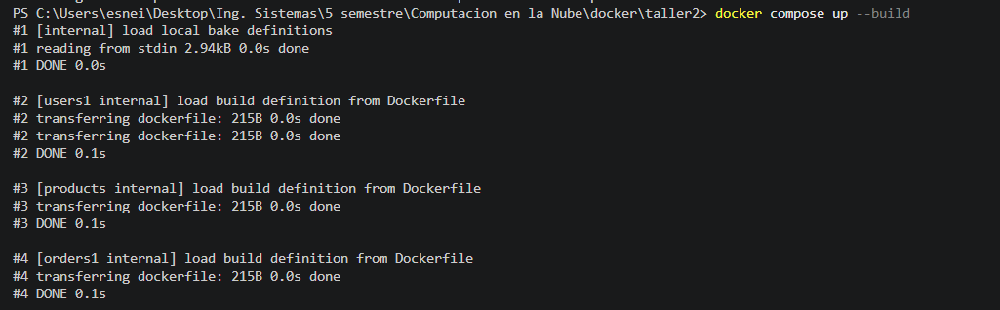 PS C:\Users\esnei\Desktop\Ing. Sistemas\5 semestre\Computacion en la Nube\docker\taller2> docker compose up --build
#1 [internal] load local bake definitions
#1 reading from stdin 2.94kB 0.0s done
#1 DONE 0.0s
#2 [users1 internal] load build definition from Dockerfile
#2 transferring dockerfile: 215B 0.0s done
#2 transferring dockerfile: 215B 0.0s done
#2 DONE 0.1s
#3 [products internal] load build definition from Dockerfile
#3 transferring dockerfile: 215B 0.0s done
#3 DONE 0.1s
#4 [orders1 internal] load build definition from Dockerfile
#4 transferring dockerfile: 215B 0.0s done
#4 DONE 0.1s